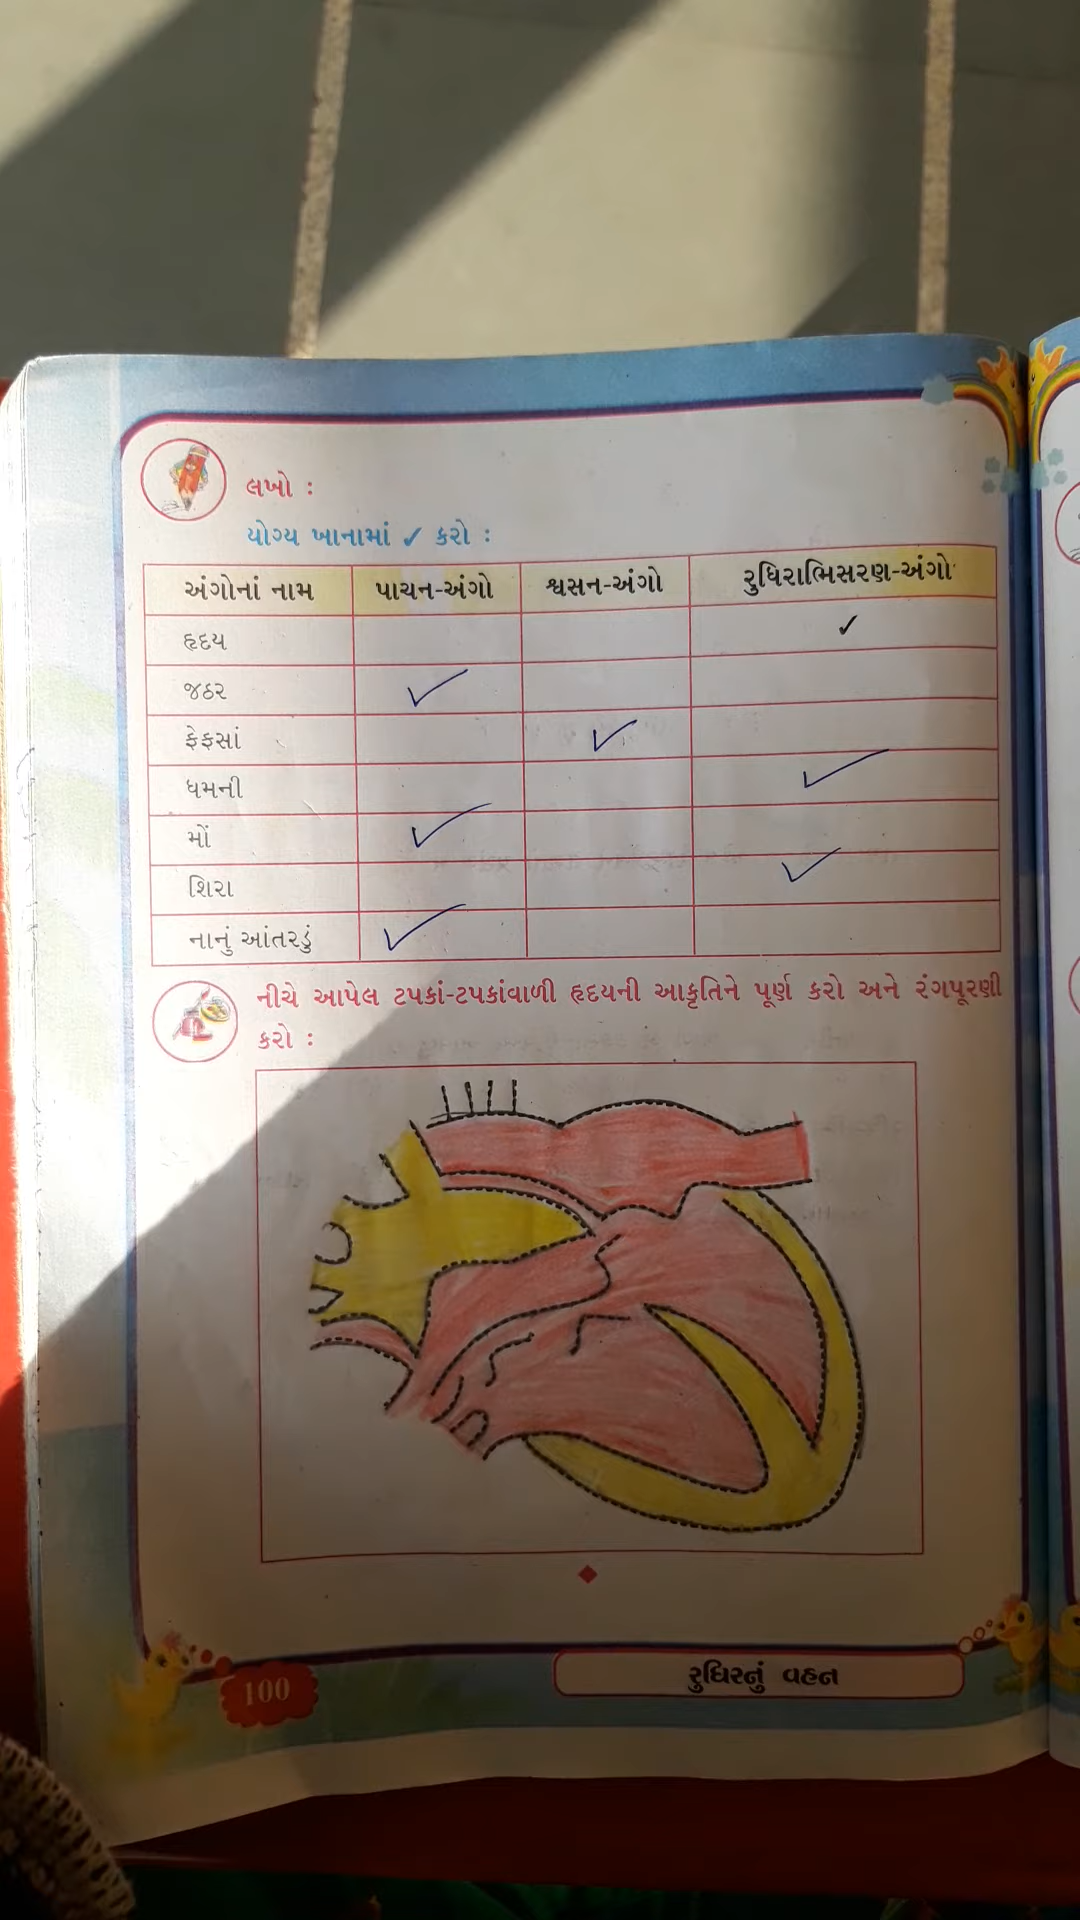 લખો :
યોગ્ય ખાનામાં ✓ કરો :
અંગોનાં નામ પાચન-અંગો શ્વસન-અંગો રુધિરાભિસરણ-અંગો
હૃદય ✓
જઠર ✓
ફેફસાં ✓
ધમની ✓
મોં ✓
શિરા ✓
નાનું આંતરડું ✓
નીચે આપેલ ટપકાં-ટપકાંવાળી હૃદયની આકૃતિને પૂર્ણ કરો અને રંગપૂરણી
કરો :
100
રુધિરનું વહન